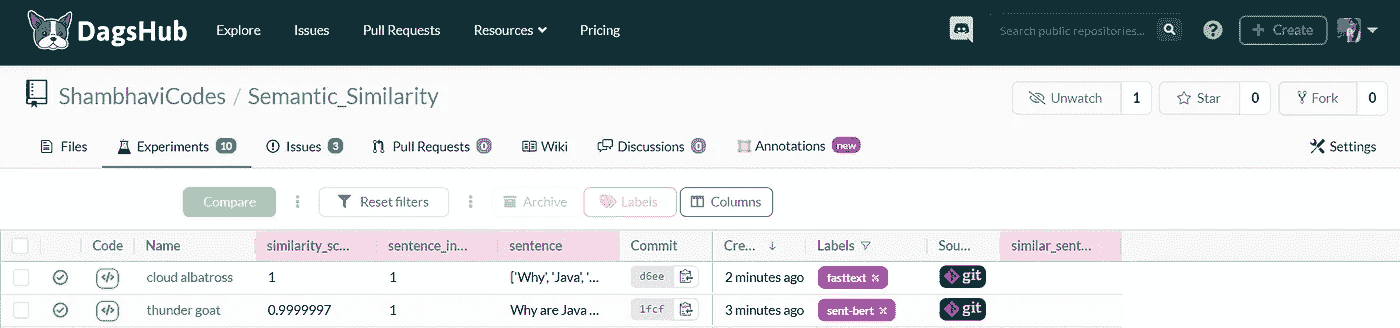 DagsHub Explore Issues Pull Requests Resources Pricing Search public repositories... ? + Create
ShambhaviCodes / Semantic_Similarity Unwatch 1 Star 0 Fork 0
Files Experiments 10 Issues 3 Pull Requests 0 Wiki Discussions 0 Annotations new Settings
Compare Reset filters Archive Labels Columns
Code Name similarity_sc... sentence_in... sentence Commit Cre... Labels Sou... similar_sent...
cloud albatross 1 1 ['Why', 'Java', '... d6ee 2 minutes ago fasttext × git
thunder goat 0.9999997 1 Why are Java ... 1fcf 3 minutes ago sent-bert × git